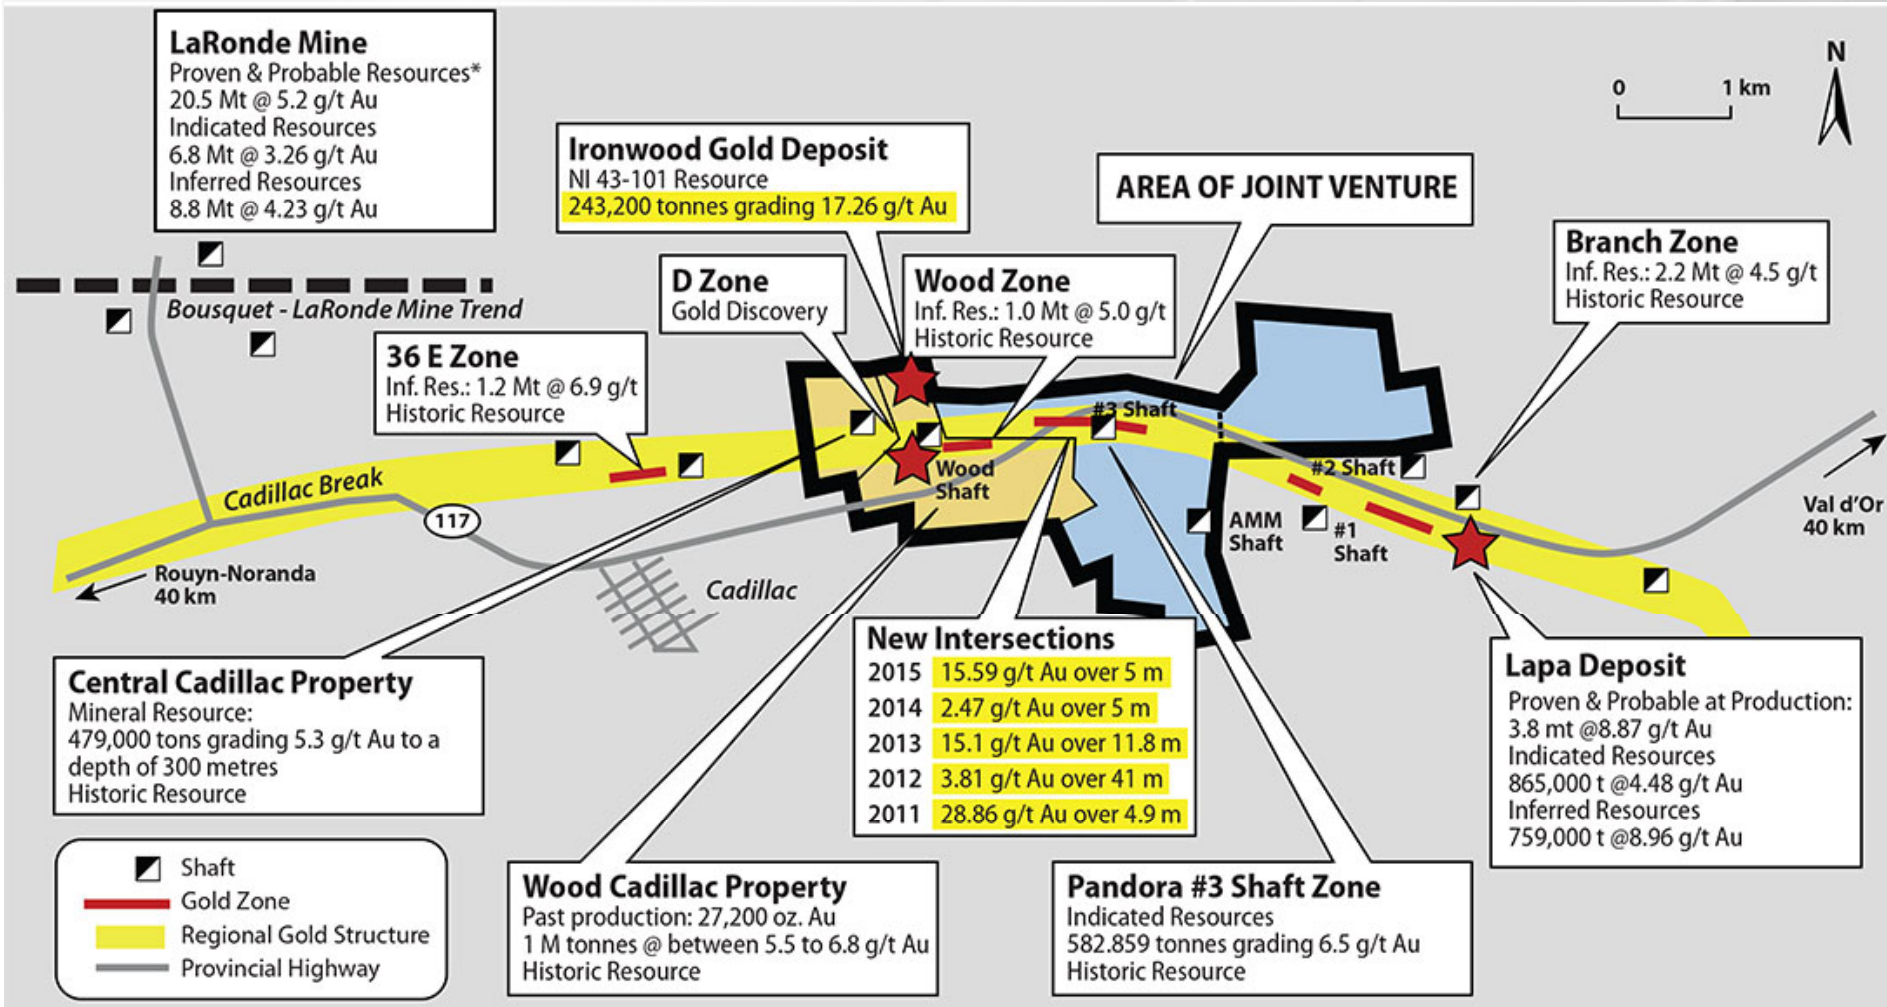 LaRonde Mine
Proven & Probable Resources*
20.5 Mt @ 5.2 g/t Au
Indicated Resources
6.8 Mt @ 3.26 g/t Au
Inferred Resources
8.8 Mt @ 4.23 g/t Au
Ironwood Gold Deposit
NI 43-101 Resource
243,200 tonnes grading 17.26 g/t Au
AREA OF JOINT VENTURE
0 1 km
N
Branch Zone
Inf. Res.: 2.2 Mt @ 4.5 g/t
Historic Resource
D Zone
Gold Discovery
Wood Zone
Inf. Res.: 1.0 Mt @ 5.0 g/t
Historic Resource
Bousquet - LaRonde Mine Trend
36 E Zone
Inf. Res.: 1.2 Mt @ 6.9 g/t
Historic Resource
#3 Shaft
#2 Shaft
Wood
Shaft
Cadillac Break
117
AMM
Shaft
#1
Shaft
Val d'Or
40 km
Rouyn-Noranda
40 km
Cadillac
Central Cadillac Property
Mineral Resource:
479,000 tons grading 5.3 g/t Au to a
depth of 300 metres
Historic Resource
New Intersections
2015 15.59 g/t Au over 5 m
2014 2.47 g/t Au over 5 m
2013 15.1 g/t Au over 11.8 m
2012 3.81 g/t Au over 41 m
2011 28.86 g/t Au over 4.9 m
Lapa Deposit
Proven & Probable at Production:
3.8 mt @8.87 g/t Au
Indicated Resources
865,000 t @4.48 g/t Au
Inferred Resources
759,000 t @8.96 g/t Au
Shaft
Gold Zone
Regional Gold Structure
Provincial Highway
Wood Cadillac Property
Past production: 27,200 oz. Au
1 M tonnes @ between 5.5 to 6.8 g/t Au
Historic Resource
Pandora #3 Shaft Zone
Indicated Resources
582.859 tonnes grading 6.5 g/t Au
Historic Resource